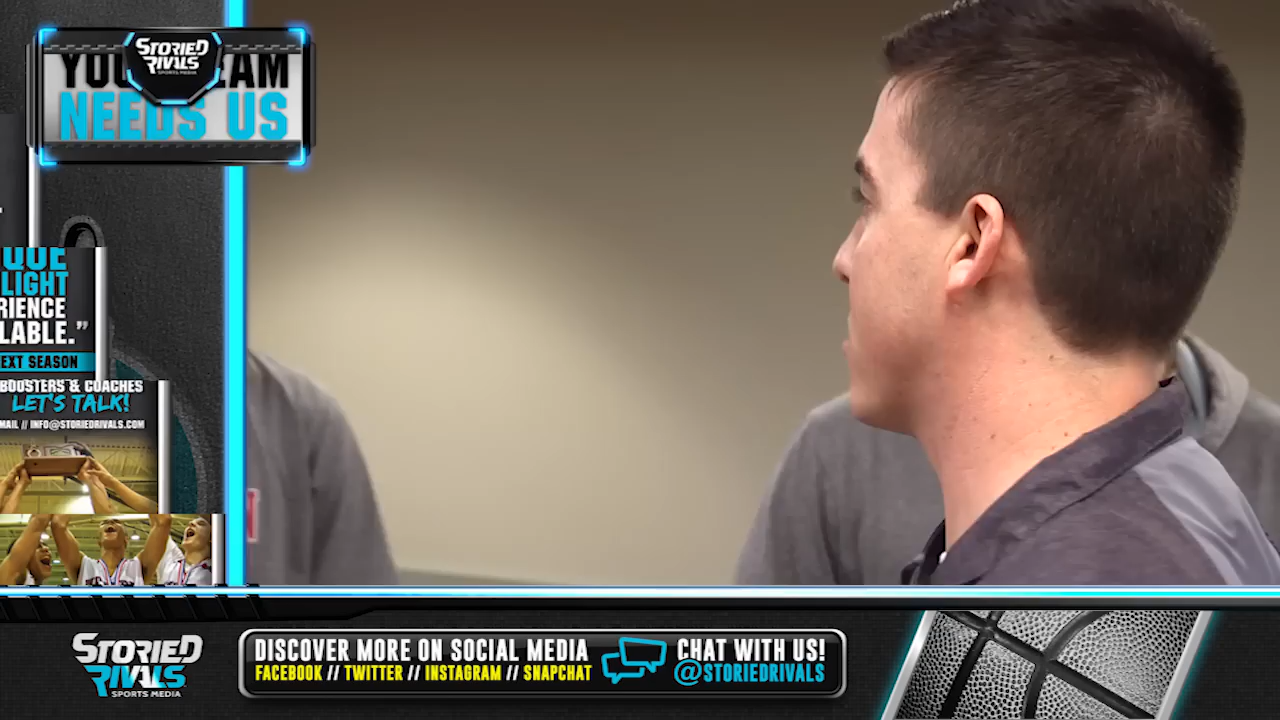 STORIED
RIVALS
SPORTS MEDIA
NEEDS US
LIGHT
LABLE.”
EXT SEASON
BOOSTERS & COACHES
LET'S TALK!
MAIL // INFO@STORIEDRIVALS.COM
STORIED
RIVALS
SPORTS MEDIA
DISCOVER MORE ON SOCIAL MEDIA
FACEBOOK // TWITTER // INSTAGRAM // SNAPCHAT
CHAT WITH US!
@STORIEDRIVALS